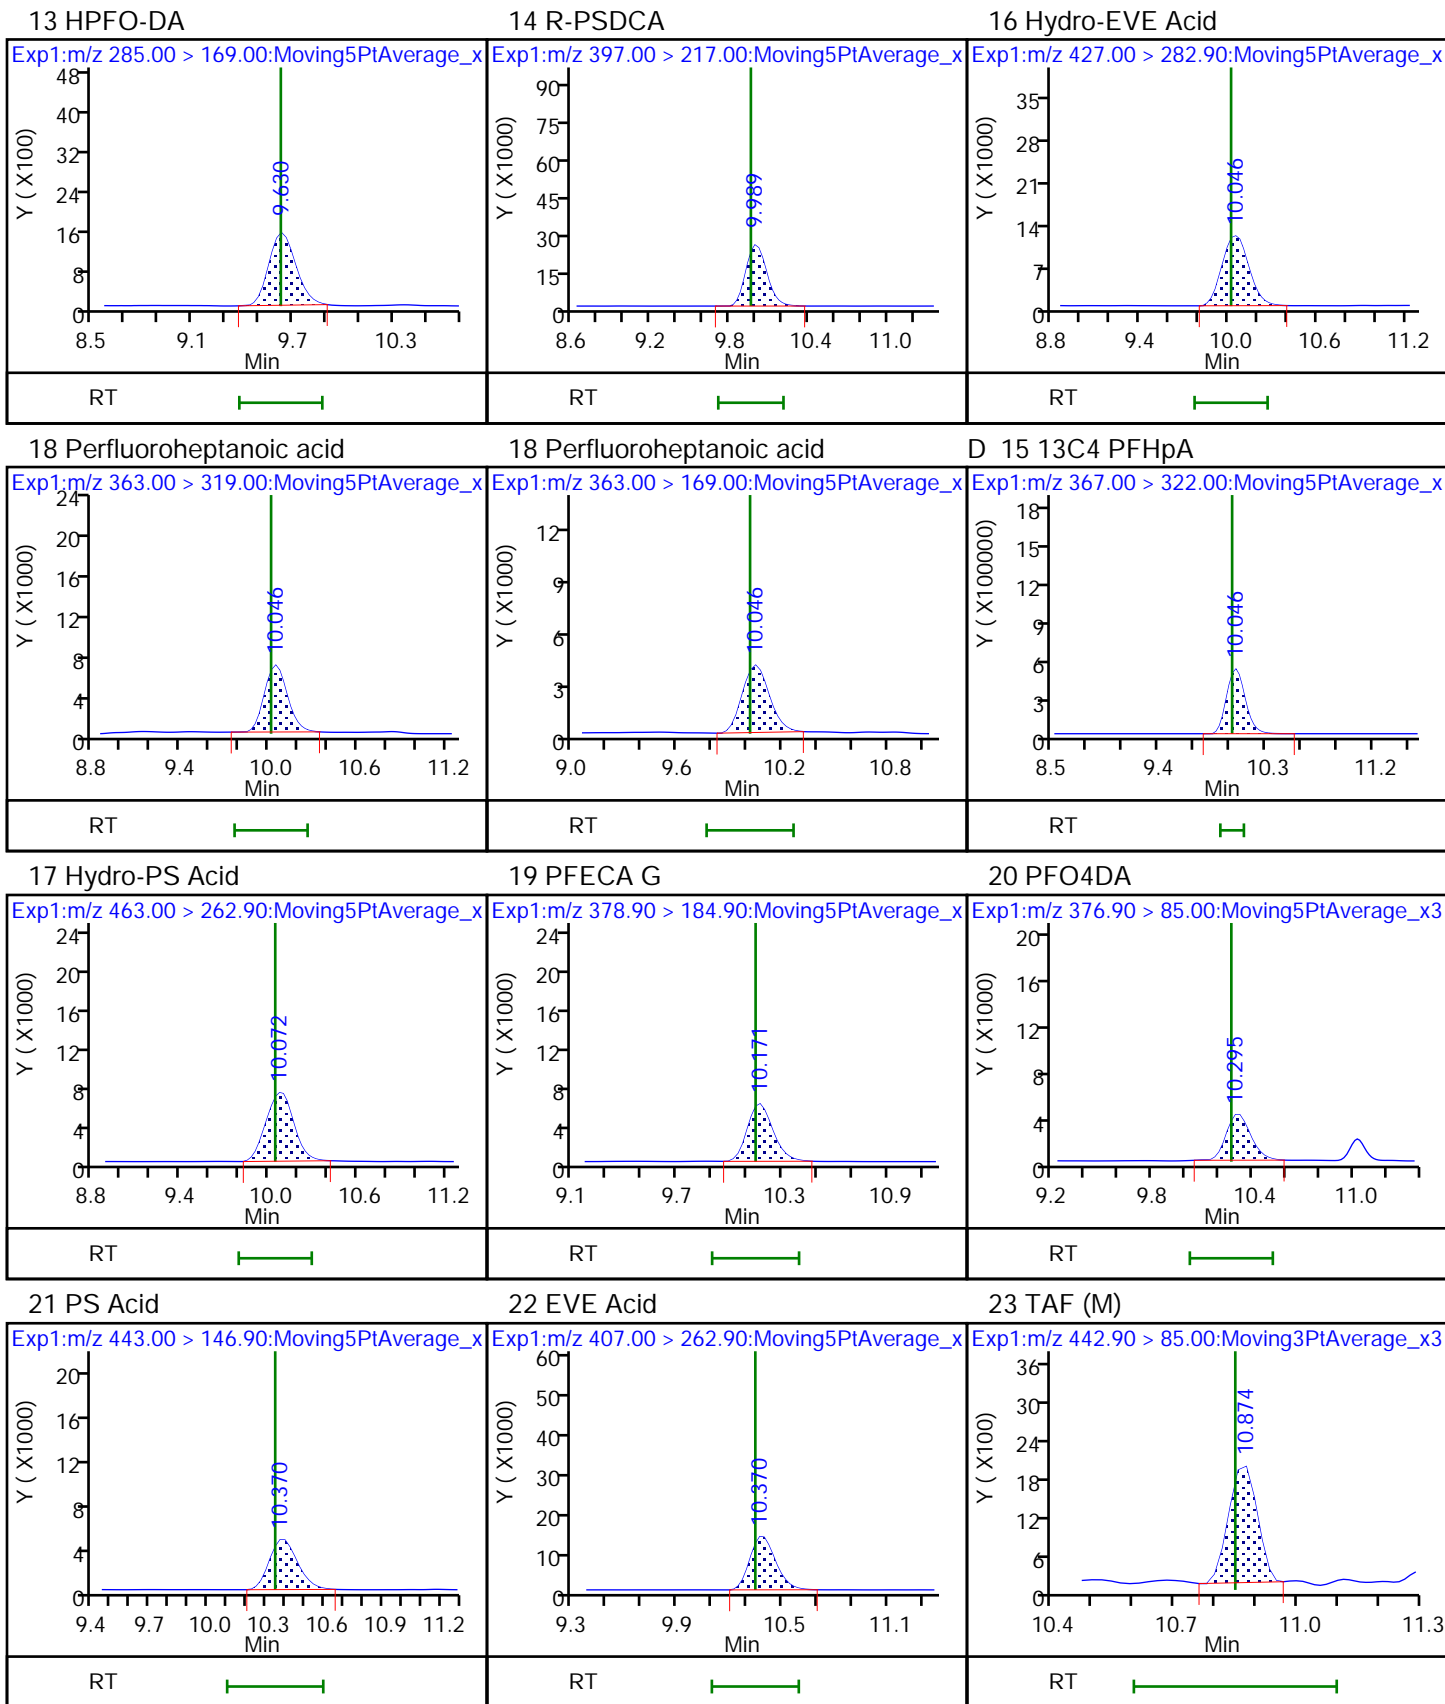 13 HPFO-DA
Exp1:m/z 285.00 > 169.00:Moving5PtAverage_x
Y ( X100)
48
40
32
24
16
8
0
9.630
8.5 9.1 9.7 10.3
Min
RT
14 R-PSDCA
Exp1:m/z 397.00 > 217.00:Moving5PtAverage_x
Y ( X1000)
90
75
60
45
30
15
0
9.989
8.6 9.2 9.8 10.4 11.0
Min
RT
16 Hydro-EVE Acid
Exp1:m/z 427.00 > 282.90:Moving5PtAverage_x
Y ( X1000)
35
28
21
14
7
0
10.046
8.8 9.4 10.0 10.6 11.2
Min
RT
18 Perfluoroheptanoic acid
Exp1:m/z 363.00 > 319.00:Moving5PtAverage_x
Y ( X1000)
24
20
16
12
8
4
0
10.046
8.8 9.4 10.0 10.6 11.2
Min
RT
18 Perfluoroheptanoic acid
Exp1:m/z 363.00 > 169.00:Moving5PtAverage_x
Y ( X1000)
12
9
6
3
0
10.046
9.0 9.6 10.2 10.8
Min
RT
D 15 13C4 PFHpA
Exp1:m/z 367.00 > 322.00:Moving5PtAverage_x
Y ( X100000)
18
15
12
9
6
3
0
10.046
8.5 9.4 10.3 11.2
Min
RT
17 Hydro-PS Acid
Exp1:m/z 463.00 > 262.90:Moving5PtAverage_x
Y ( X1000)
24
20
16
12
8
4
0
10.072
8.8 9.4 10.0 10.6 11.2
Min
RT
19 PFECA G
Exp1:m/z 378.90 > 184.90:Moving5PtAverage_x
Y ( X1000)
24
20
16
12
8
4
0
10.171
9.1 9.7 10.3 10.9
Min
RT
20 PFO4DA
Exp1:m/z 376.90 > 85.00:Moving5PtAverage_x3
Y ( X1000)
20
16
12
8
4
0
10.295
9.2 9.8 10.4 11.0
Min
RT
21 PS Acid
Exp1:m/z 443.00 > 146.90:Moving5PtAverage_x
Y ( X1000)
20
16
12
8
4
0
10.370
9.4 9.7 10.0 10.3 10.6 10.9 11.2
Min
RT
22 EVE Acid
Exp1:m/z 407.00 > 262.90:Moving5PtAverage_x
Y ( X1000)
60
50
40
30
20
10
0
10.370
9.3 9.9 10.5 11.1
Min
RT
23 TAF (M)
Exp1:m/z 442.90 > 85.00:Moving3PtAverage_x3
Y ( X100)
36
30
24
18
12
6
0
10.874
10.4 10.7 11.0 11.3
Min
RT